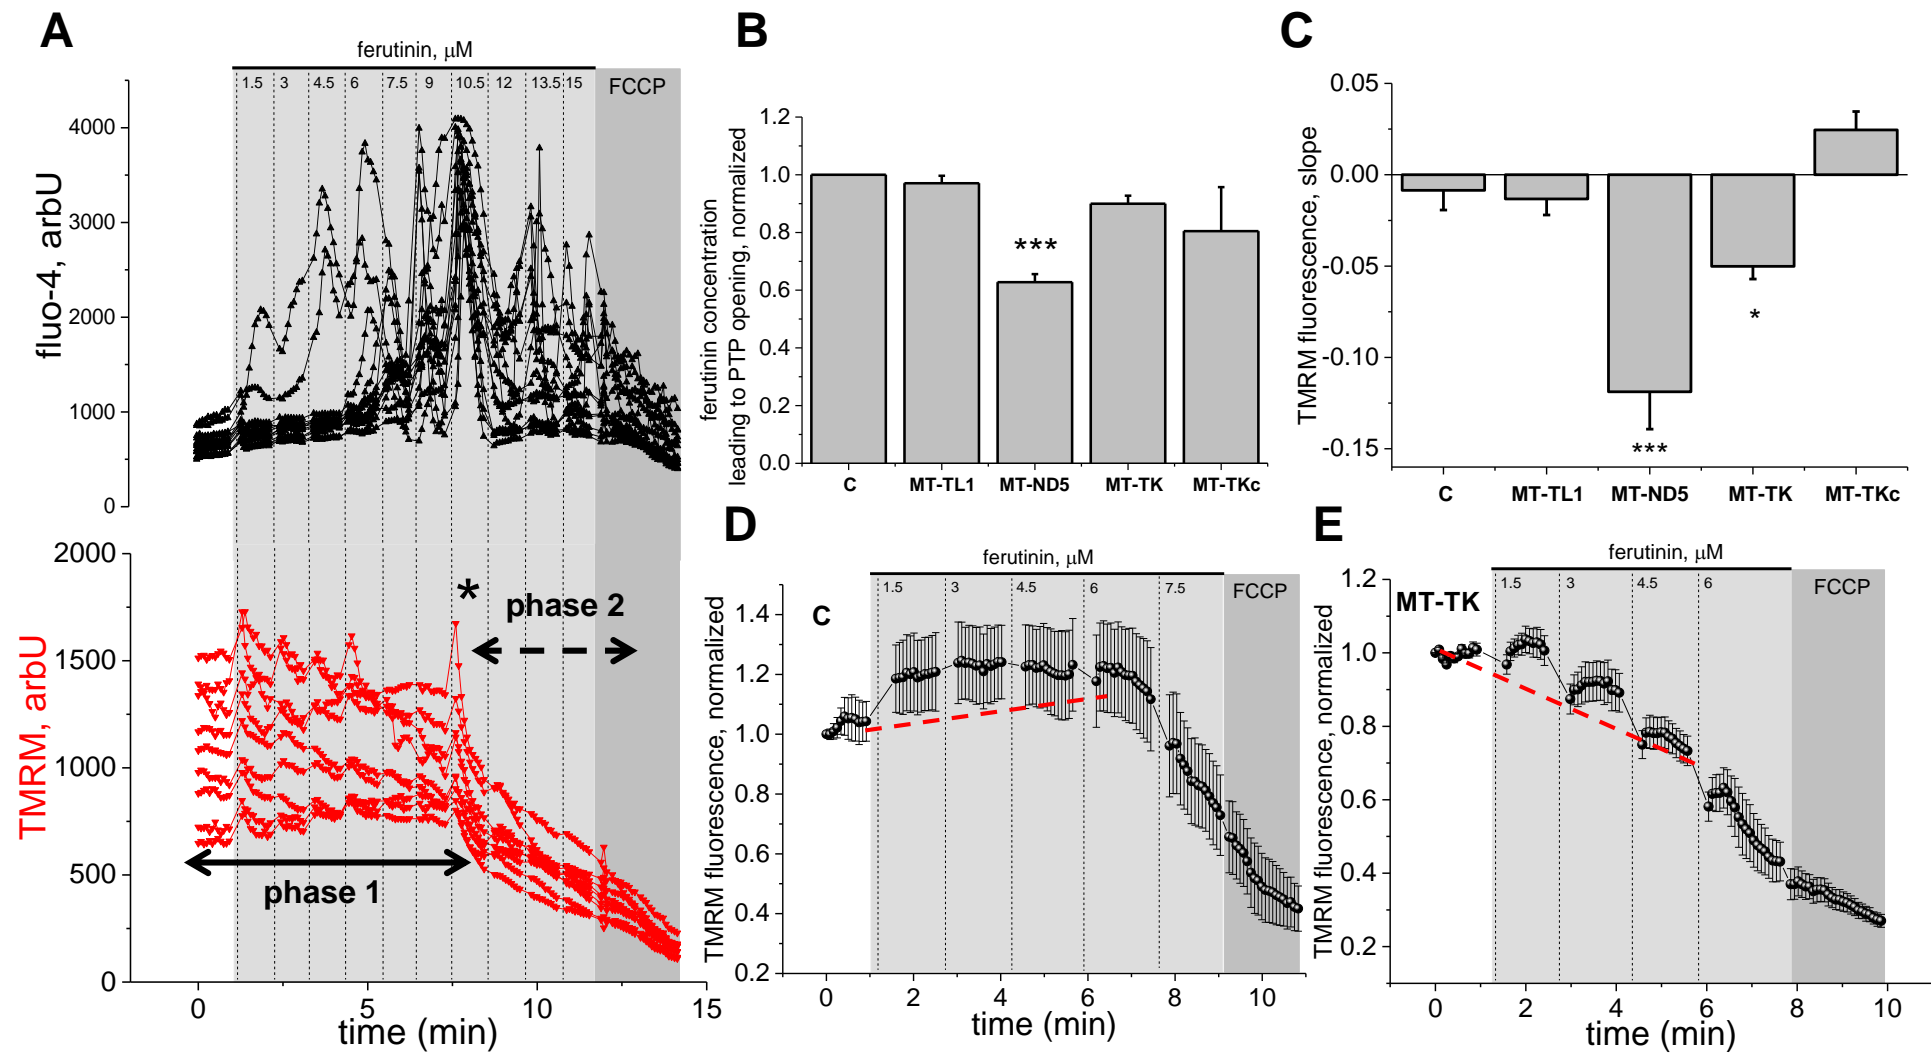 A
ferutinin, μM
1.5 3 4.5 6 7.5 9 10.5 12 13.5 15
FCCP
fluo-4, arbU
4000
3000
2000
1000
0
TMRM, arbU
2000
1500
1000
500
0
*
phase 2
phase 1
0 5 10 15
time (min)
B
ferutinin concentration
leading to PTP opening, normalized
1.2
1.0
0.8
0.6
0.4
0.2
0.0
***
C MT-TL1 MT-ND5 MT-TK MT-TKc
C
TMRM fluorescence, slope
0.05
0.00
-0.05
-0.10
-0.15
***
*
C MT-TL1 MT-ND5 MT-TK MT-TKc
D
ferutinin, μM
1.5 3 4.5 6 7.5
FCCP
C
TMRM fluorescence, normalized
1.4
1.2
1.0
0.8
0.6
0.4
0.2
0 2 4 6 8 10
time (min)
E
ferutinin, μM
1.5 3 4.5 6
FCCP
MT-TK
TMRM fluorescence, normalized
1.2
1.0
0.8
0.6
0.4
0.2
0 2 4 6 8 10
time (min)